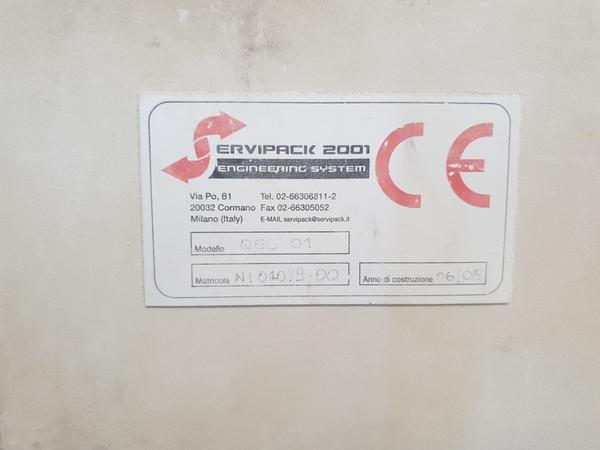 SERVIPACK 2001
ENGINEERING SYSTEM
CE
Via Po, 81 Tel. 02-66306811-2
20032 Cormano Fax 02-66305052
Milano (Italy) E-MAIL servipack@servipack.it
Modello 01
Matricola
Anno di costruzione 06/05